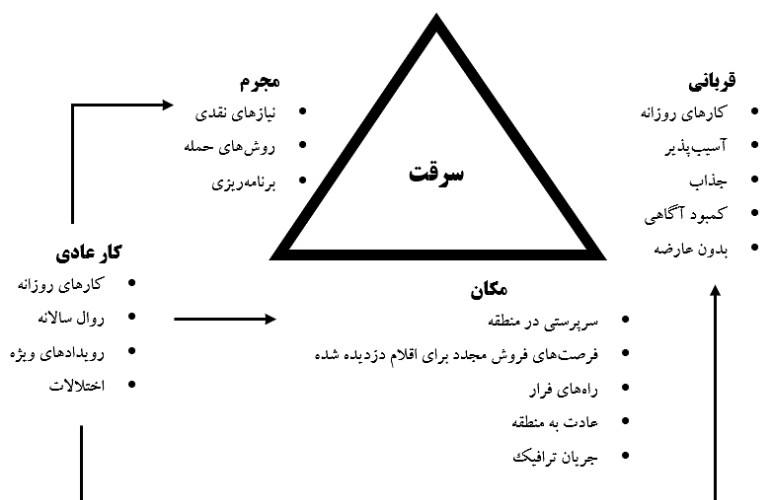 قربانی
کارهای روزانه
آسیب‌پذیر
جذاب
کمبود آگاهی
بدون عارضه
سرقت
مجرم
نیازهای نقدی
روش‌های حمله
برنامه‌ریزی
مکان
سرپرستی در منطقه
فرصت‌های فروش مجدد برای اقلام دزدیده شده
راه‌های فرار
عادت به منطقه
جریان ترافیک
کار عادی
کارهای روزانه
روال سالانه
رویدادهای ویژه
اختلالات